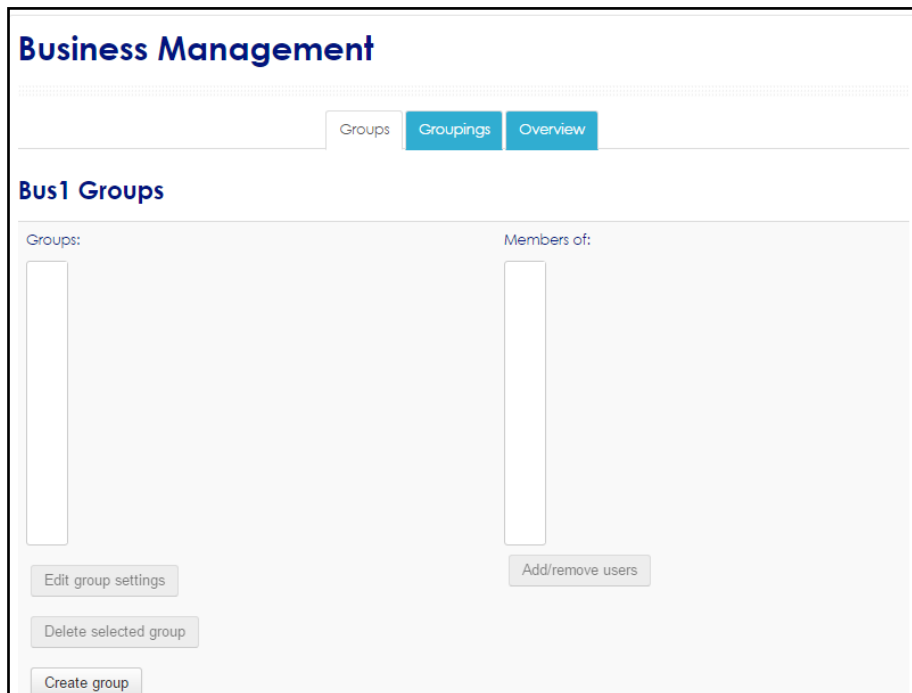 Business Management
Groups Groupings Overview
Bus1 Groups
Groups:
Members of:
Edit group settings
Add/remove users
Delete selected group
Create group